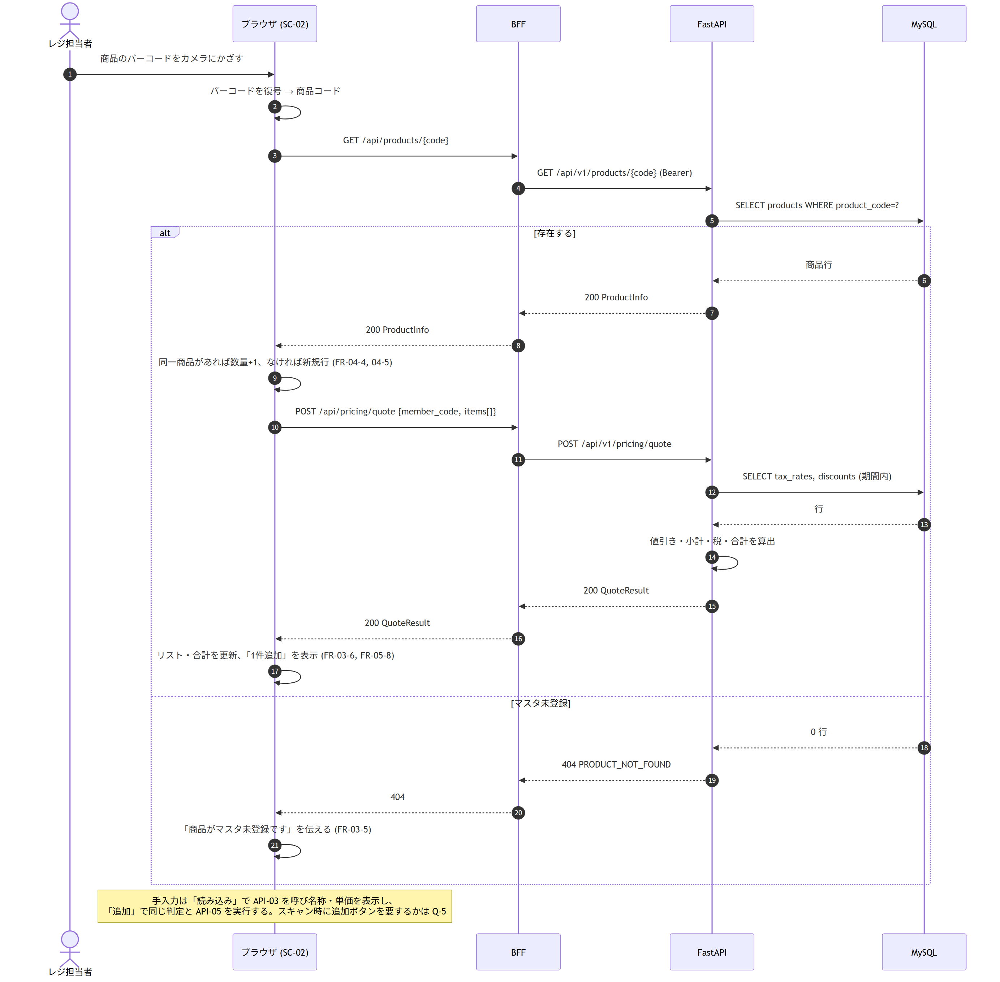 レジ担当者
ブラウザ (SC-02)
BFF
FastAPI
MySQL
商品のバーコードをカメラにかざす
1
バーコードを復号 → 商品コード
2
GET /api/products/{code}
3
GET /api/v1/products/{code} (Bearer)
4
SELECT products WHERE product_code=?
5
alt
[存在する]
商品行
6
200 ProductInfo
7
200 ProductInfo
8
同一商品があれば数量+1、なければ新規行 (FR-04-4, 04-5)
9
POST /api/pricing/quote {member_code, items[]}
10
POST /api/v1/pricing/quote
11
SELECT tax_rates, discounts (期間内)
12
行
13
値引き・小計・税・合計を算出
14
200 QuoteResult
15
200 QuoteResult
16
リスト・合計を更新、「1件追加」を表示 (FR-03-6, FR-05-8)
17
[マスタ未登録]
0 行
18
404 PRODUCT_NOT_FOUND
19
404
20
「商品がマスタ未登録です」を伝える (FR-03-5)
21
手入力は「読み込み」で API-03 を呼び名称・単価を表示し、
「追加」で同じ判定と API-05 を実行する。スキャン時に追加ボタンを要するかは Q-5
レジ担当者
ブラウザ (SC-02)
BFF
FastAPI
MySQL